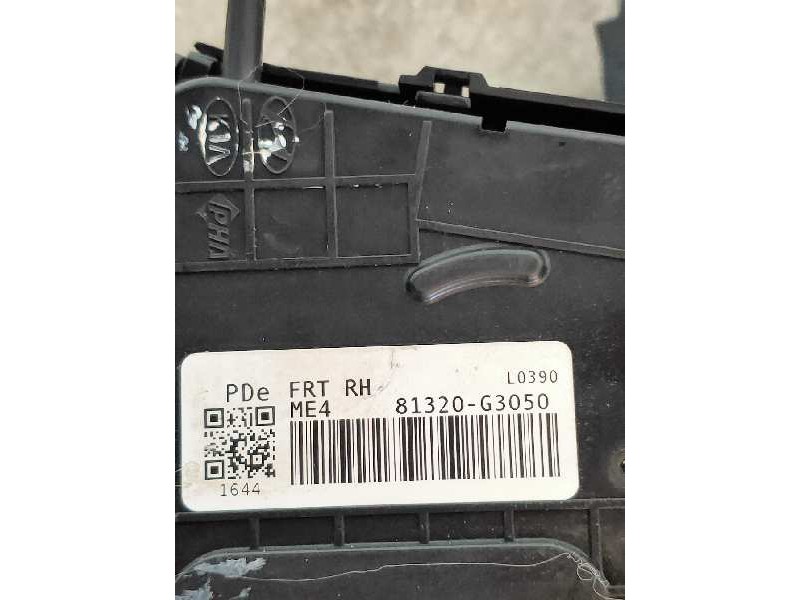 KIA
PHA
PDe FRT RH L0390
ME4 81320-G3050
1644